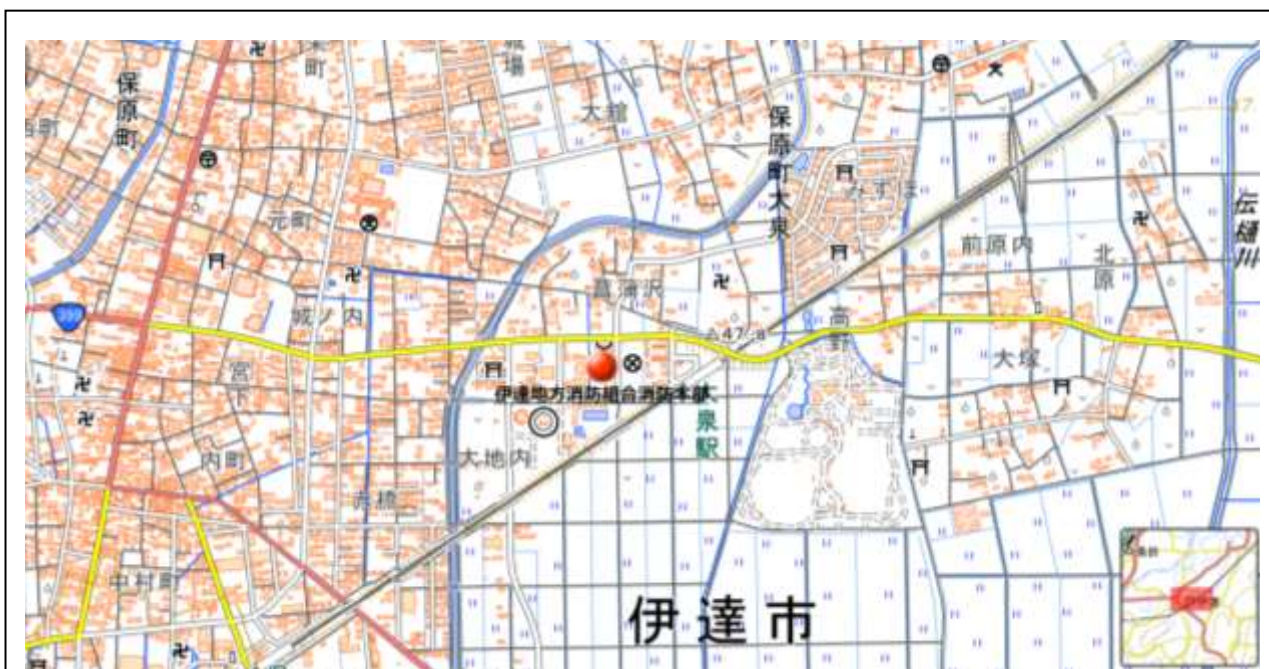 保原町
大舘
保原町大泉
みずほ
元町
前原内
北原
伝樋川
399
城ノ内
菖蒲沢
47.8
高野
宮下
大塚
伊達地方消防組合消防本部
泉駅
内町
大地内
赤橋
中村町
伊達市